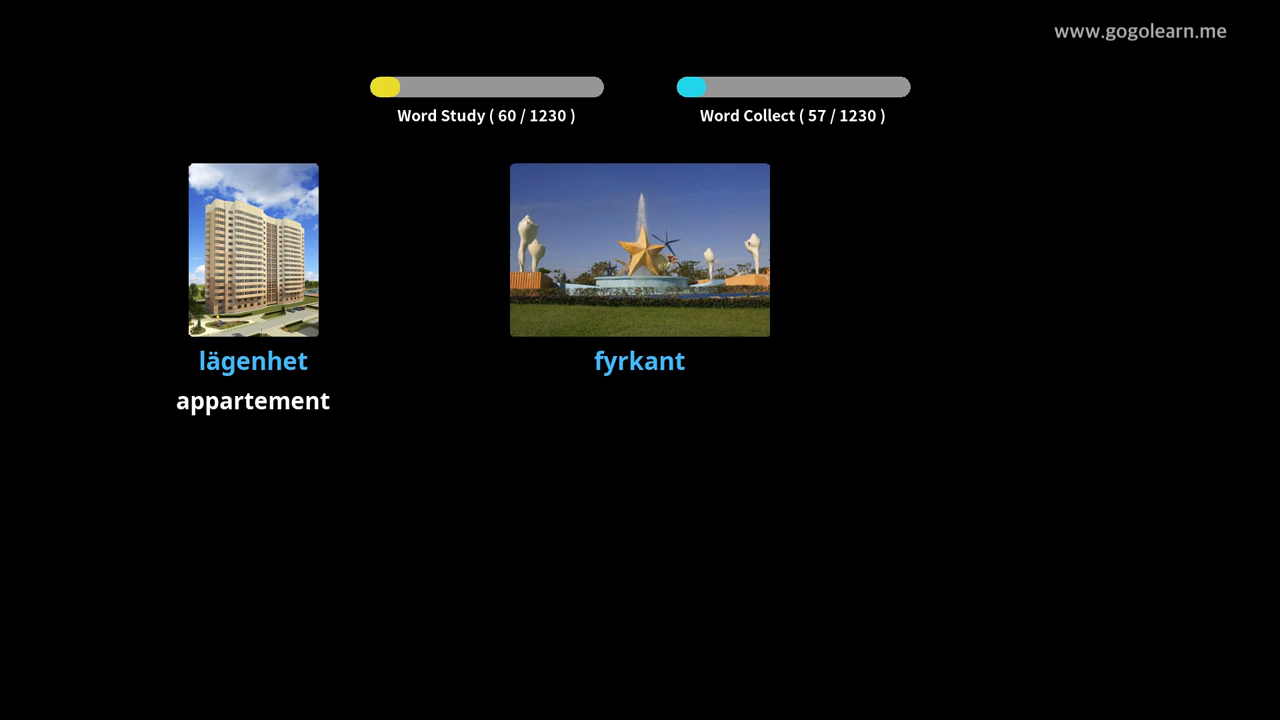 www.gogolearn.me
Word Study ( 60 / 1230 )
Word Collect ( 57 / 1230 )
lägenhet
fyrkant
appartement